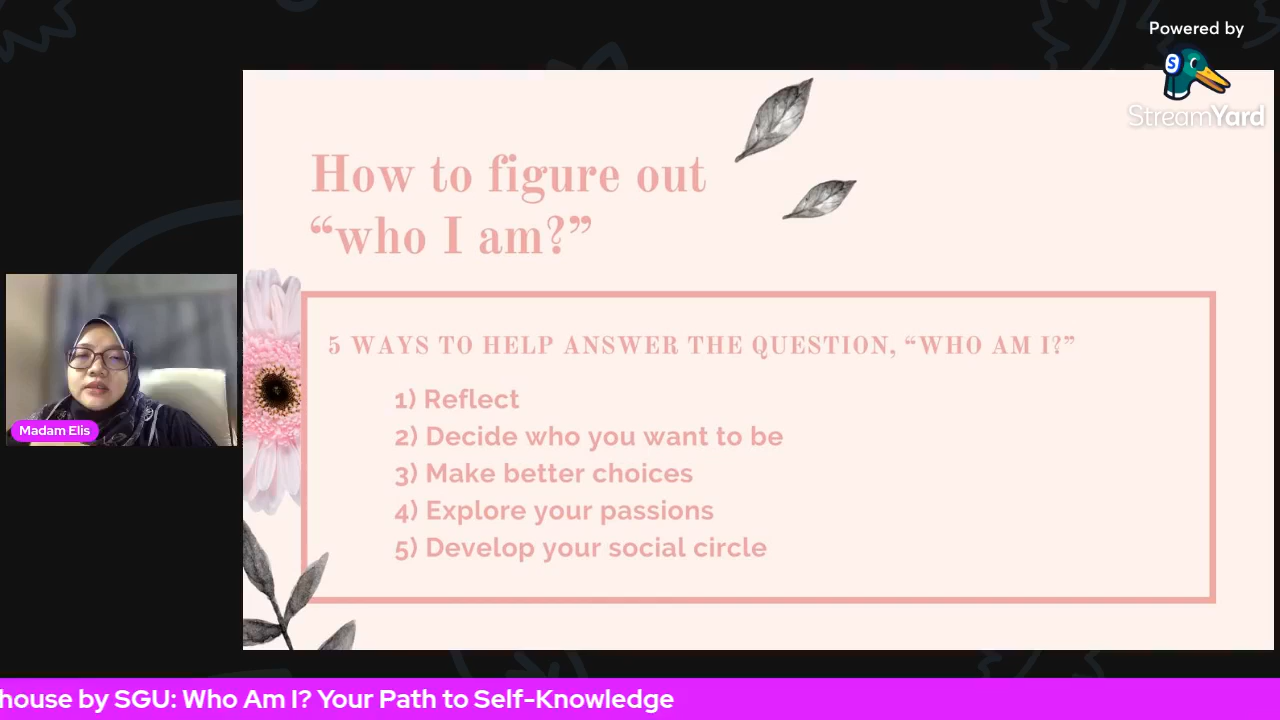 Powered by
S
StreamYard
How to figure out
“who I am?”
5 WAYS TO HELP ANSWER THE QUESTION, “WHO AM I?”
1) Reflect
2) Decide who you want to be
3) Make better choices
4) Explore your passions
5) Develop your social circle
Madam Elis
house by SGU: Who Am I? Your Path to Self-Knowledge